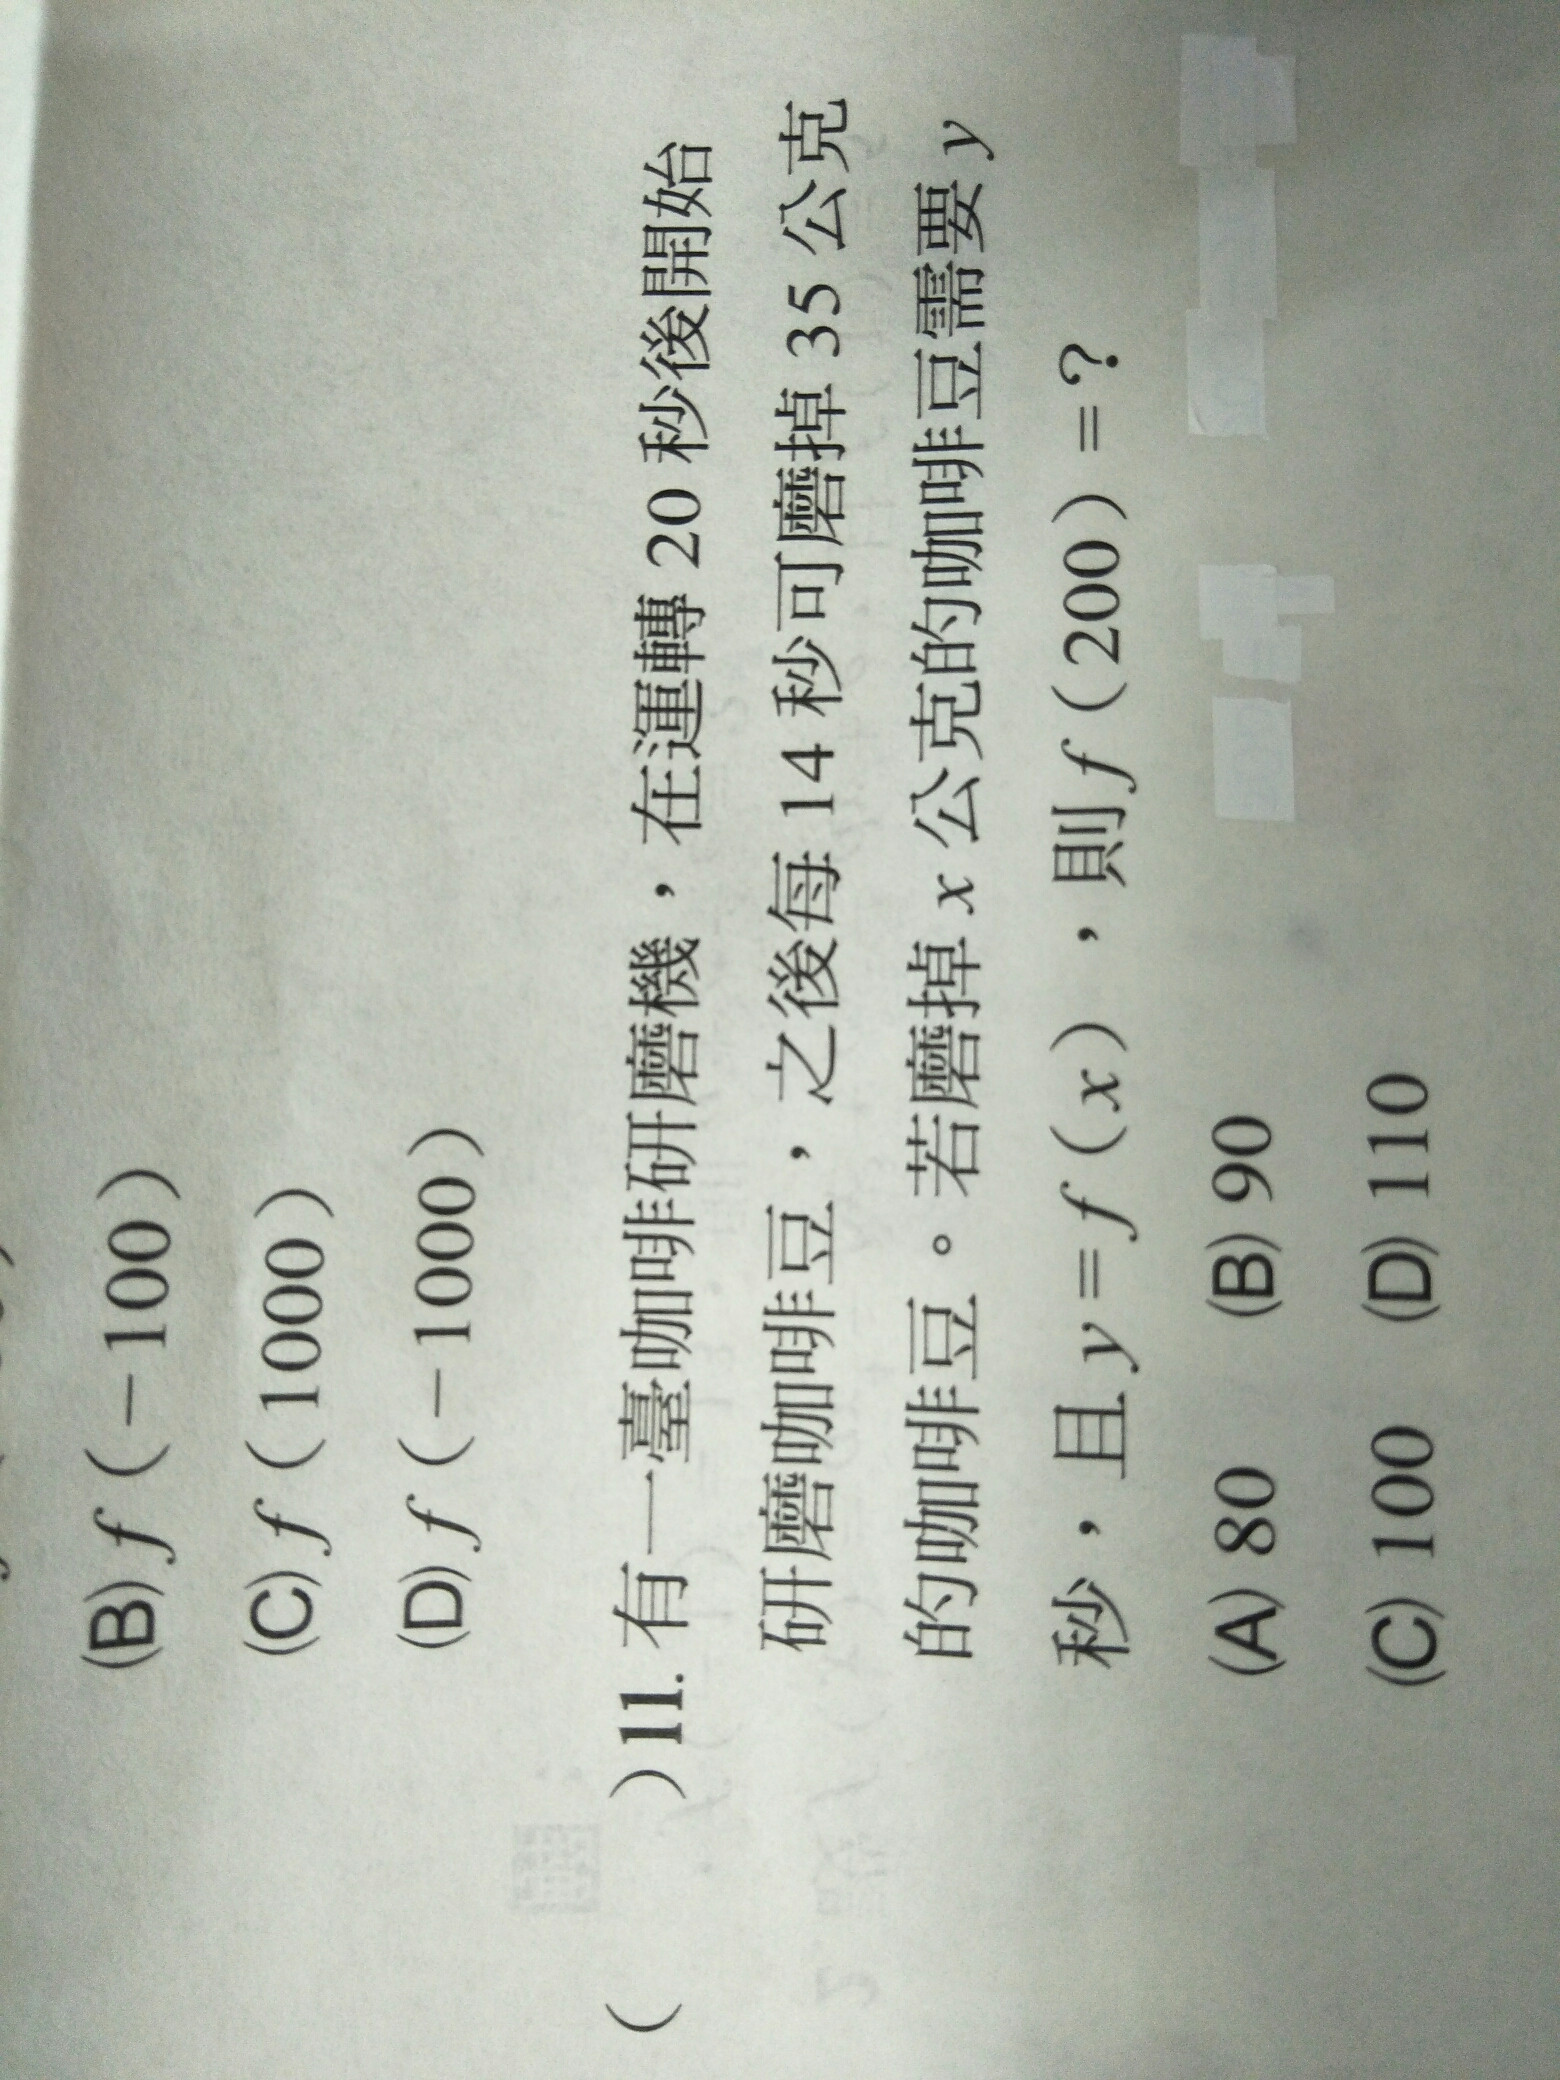 (B) f（－100）
(C) f（1000）
(D) f（－1000）
（　　）11. 有一臺咖啡研磨機，在運轉 20 秒後開始
研磨咖啡豆，之後每 14 秒可磨掉 35 公克
的咖啡豆。若磨掉 x 公克的咖啡豆需要 y
秒，且 y＝f（x），則 f（200）＝？
(A) 80　(B) 90
(C) 100　(D) 110